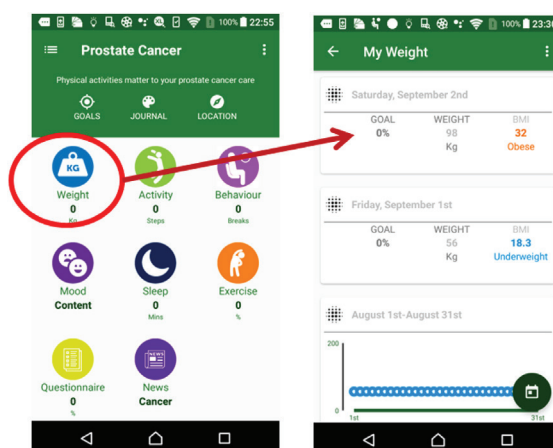 100% 22:55
Prostate Cancer
Physical activities matter to your prostate cancer care
GOALS JOURNAL LOCATION
KG
Weight Activity Behaviour
0 0 0
Kg Steps Breaks
Mood Sleep Exercise
Content 0 0
Mins %
Questionnaire News
0 Cancer
%
NEWS
100% 23:30
My Weight
Saturday, September 2nd
GOAL WEIGHT BMI
0% 98 32
Kg Obese
Friday, September 1st
GOAL WEIGHT BMI
0% 56 18.3
Kg Underweight
August 1st-August 31st
200
0
1st 31st